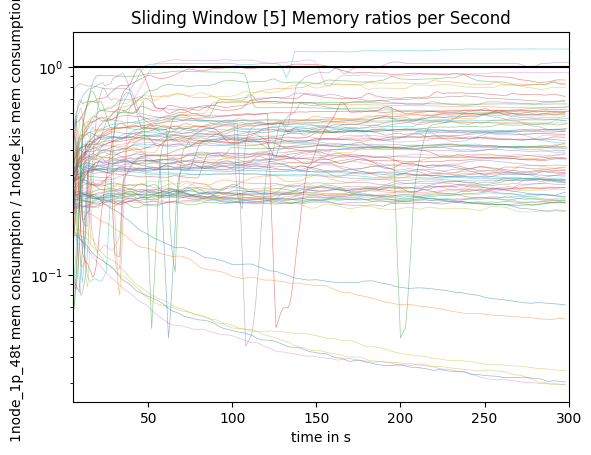 Sliding Window [5] Memory ratios per Second
1node_1p_48t mem consumption / 1node_kis mem consumption
10⁰
10⁻¹
50 100 150 200 250 300
time in s